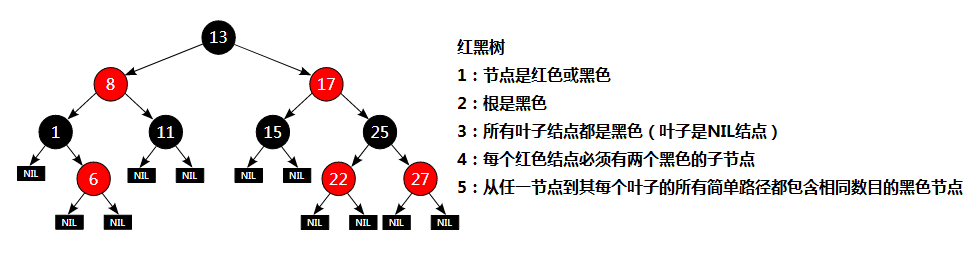 13
8
17
1
11
15
25
NIL
6
NIL
NIL
NIL
NIL
22
27
NIL
NIL
NIL
NIL
NIL
NIL
红黑树
1：节点是红色或黑色
2：根是黑色
3：所有叶子结点都是黑色（叶子是NIL结点）
4：每个红色结点必须有两个黑色的子节点
5：从任一节点到其每个叶子的所有简单路径都包含相同数目的黑色节点